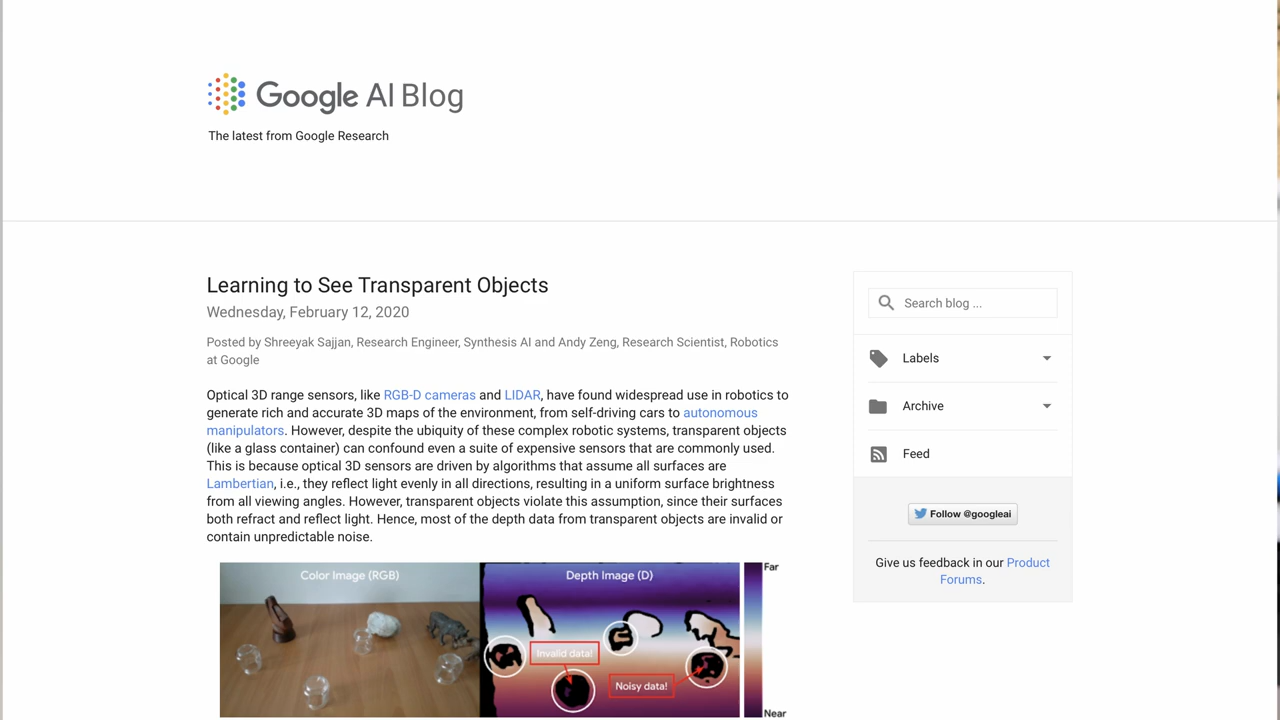 Google AI Blog
The latest from Google Research
Learning to See Transparent Objects
Wednesday, February 12, 2020
Posted by Shreeyak Sajjan, Research Engineer, Synthesis AI and Andy Zeng, Research Scientist, Robotics
at Google
Optical 3D range sensors, like RGB-D cameras and LIDAR, have found widespread use in robotics to
generate rich and accurate 3D maps of the environment, from self-driving cars to autonomous
manipulators. However, despite the ubiquity of these complex robotic systems, transparent objects
(like a glass container) can confound even a suite of expensive sensors that are commonly used.
This is because optical 3D sensors are driven by algorithms that assume all surfaces are
Lambertian, i.e., they reflect light evenly in all directions, resulting in a uniform surface brightness
from all viewing angles. However, transparent objects violate this assumption, since their surfaces
both refract and reflect light. Hence, most of the depth data from transparent objects are invalid or
contain unpredictable noise.
Color Image (RGB)
Depth Image (D)
Far
Invalid data!
Noisy data!
Near
Search blog ...
Labels
Archive
Feed
Follow @googleai
Give us feedback in our Product
Forums.